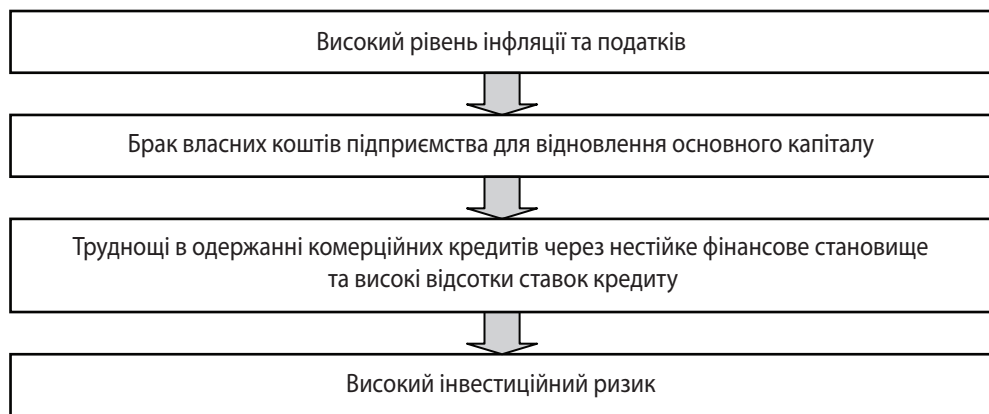 Високий рівень інфляції та податків
Брак власних коштів підприємства для відновлення основного капіталу
Труднощі в одержанні комерційних кредитів через нестійке фінансове становище
та високі відсотки ставок кредиту
Високий інвестиційний ризик